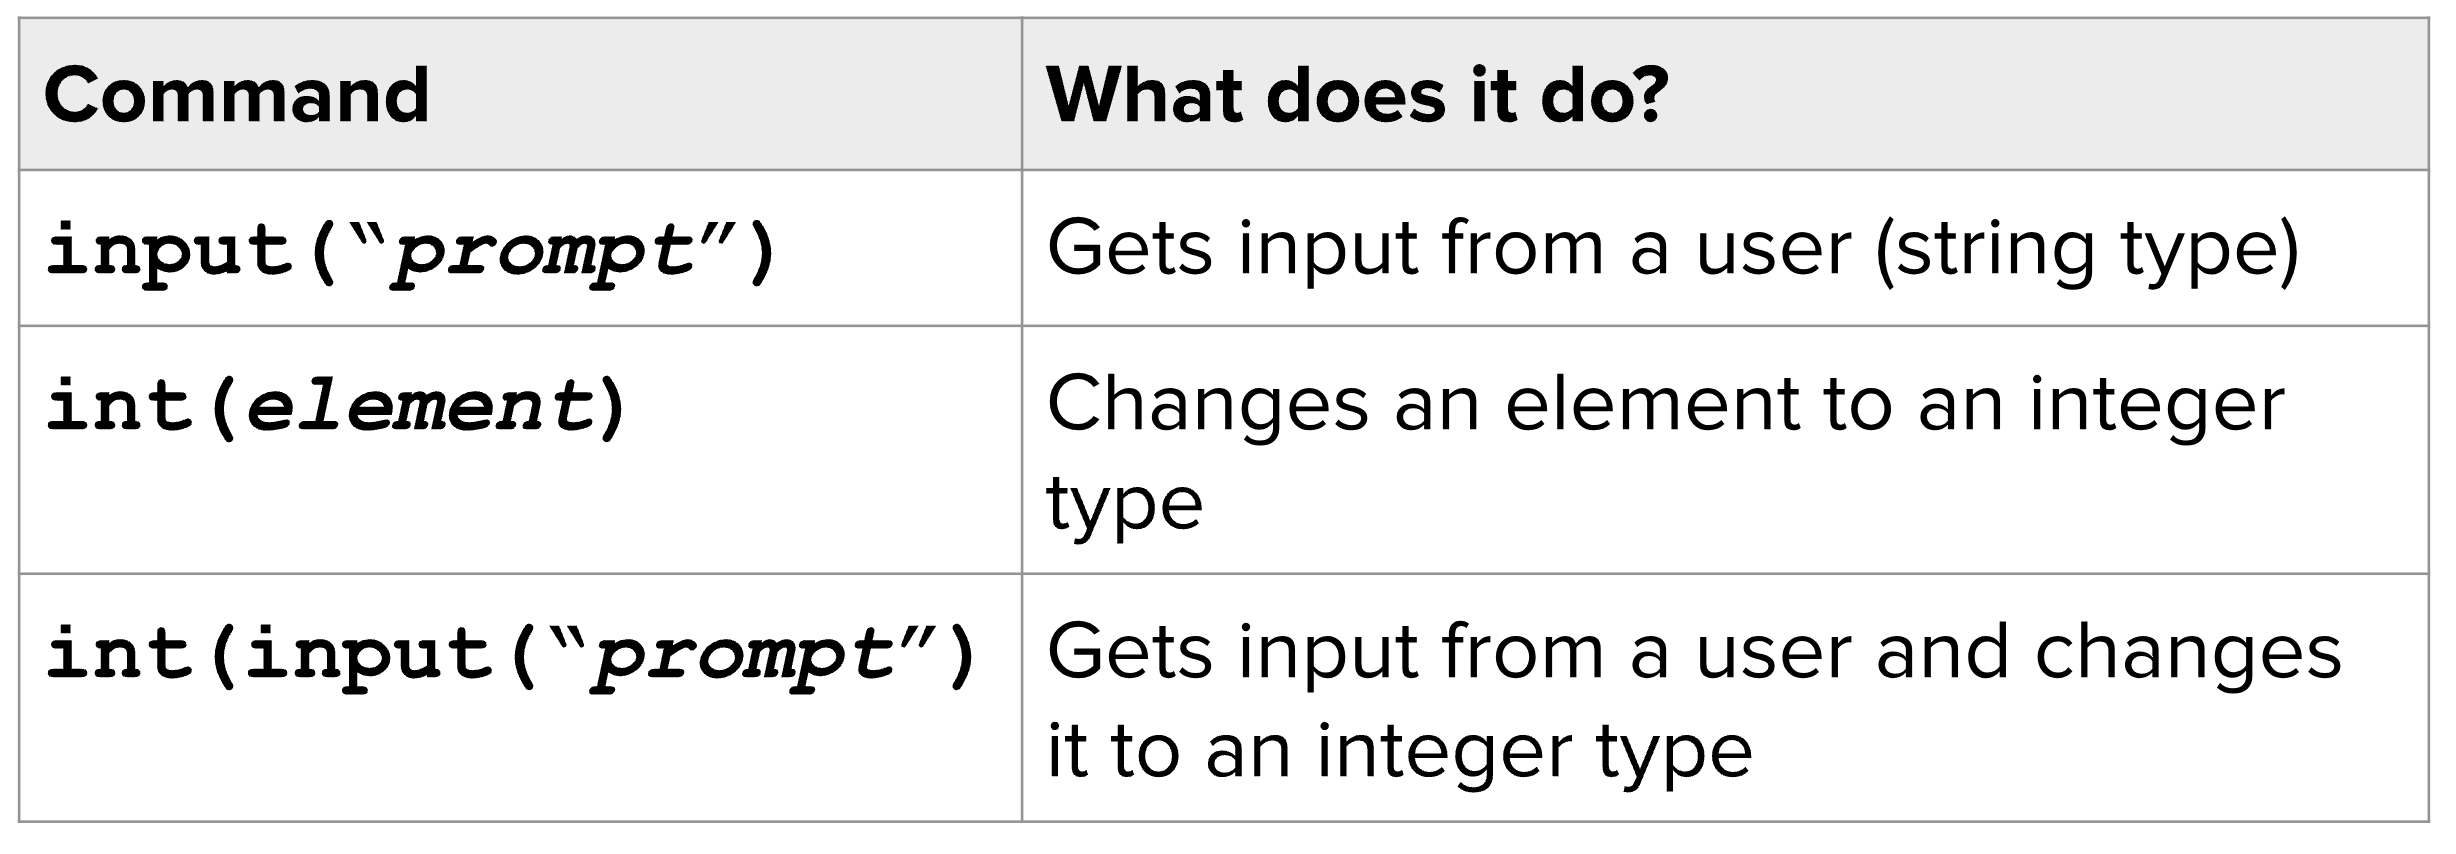 Command
What does it do?
input(“prompt”)
Gets input from a user (string type)
int(element)
Changes an element to an integer
type
int(input(“prompt”)
Gets input from a user and changes
it to an integer type